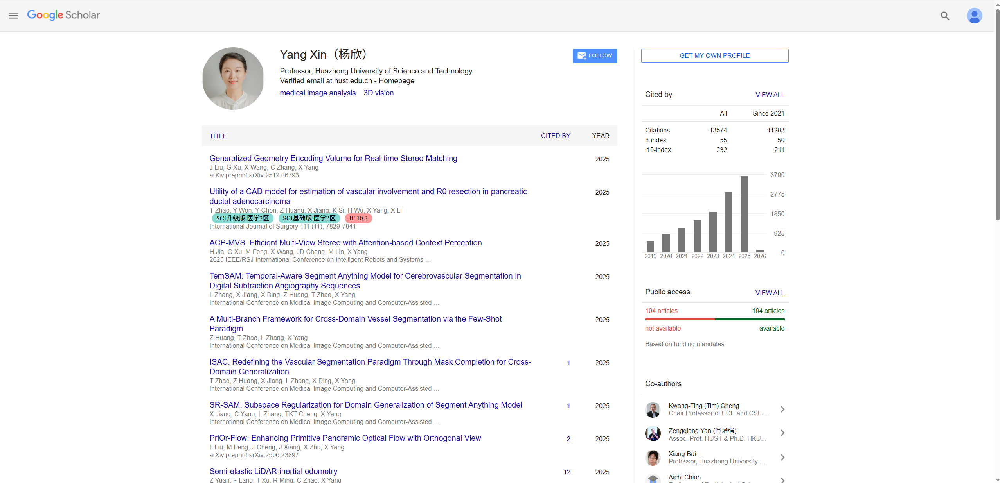 Google Scholar
Yang Xin（杨欣）
FOLLOW
Professor, Huazhong University of Science and Technology
Verified email at hust.edu.cn - Homepage
medical image analysis 3D vision
TITLE CITED BY YEAR
Generalized Geometry Encoding Volume for Real-time Stereo Matching 2025
J Liu, G Xu, X Wang, C Zhang, X Yang
arXiv preprint arXiv:2512.06793
Utility of a CAD model for estimation of vascular involvement and R0 resection in pancreatic 2025
ductal adenocarcinoma
T Zhao, Y Wen, Y Chen, Z Huang, X Jiang, K Si, H Wu, X Yang, X Li
SCI升级版 医学2区 SCI基础版 医学2区 IF 10.3
International Journal of Surgery 111 (11), 7829-7841
ACP-MVS: Efficient Multi-View Stereo with Attention-based Context Perception 2025
H Jia, G Xu, M Feng, X Wang, JD Cheng, M Lin, X Yang
2025 IEEE/RSJ International Conference on Intelligent Robots and Systems …
TemSAM: Temporal-Aware Segment Anything Model for Cerebrovascular Segmentation in 2025
Digital Subtraction Angiography Sequences
L Zhang, X Jiang, X Ding, Z Huang, T Zhao, X Yang
International Conference on Medical Image Computing and Computer-Assisted …
A Multi-Branch Framework for Cross-Domain Vessel Segmentation via the Few-Shot 2025
Paradigm
Z Huang, T Zhao, L Zhang, X Yang
International Conference on Medical Image Computing and Computer-Assisted …
ISAC: Redefining the Vascular Segmentation Paradigm Through Mask Completion for Cross- 1 2025
Domain Generalization
T Zhao, Z Huang, X Jiang, L Zhang, X Ding, X Yang
International Conference on Medical Image Computing and Computer-Assisted …
SR-SAM: Subspace Regularization for Domain Generalization of Segment Anything Model 1 2025
X Jiang, C Yang, L Zhang, TKT Cheng, X Yang
International Conference on Medical Image Computing and Computer-Assisted …
PriOr-Flow: Enhancing Primitive Panoramic Optical Flow with Orthogonal View 2 2025
L Liu, M Feng, J Cheng, J Xiang, X Zhu, X Yang
arXiv preprint arXiv:2506.23897
Semi-elastic LiDAR-inertial odometry 12 2025
Z Yuan, F Lang, T Xu, R Ming, C Zhao, X Yang
GET MY OWN PROFILE
Cited by VIEW ALL
All Since 2021
Citations 13574 11283
h-index 55 50
i10-index 232 211
3700
2775
1850
925
0
2019 2020 2021 2022 2023 2024 2025 2026
Public access VIEW ALL
104 articles 104 articles
not available available
Based on funding mandates
Co-authors
Kwang-Ting (Tim) Cheng
Chair Professor of ECE and CSE…
Zengqiang Yan (闫增强)
Assoc. Prof. HUST & Ph.D. HKU…
Xiang Bai
Professor, Huazhong University …
Aichi Chien